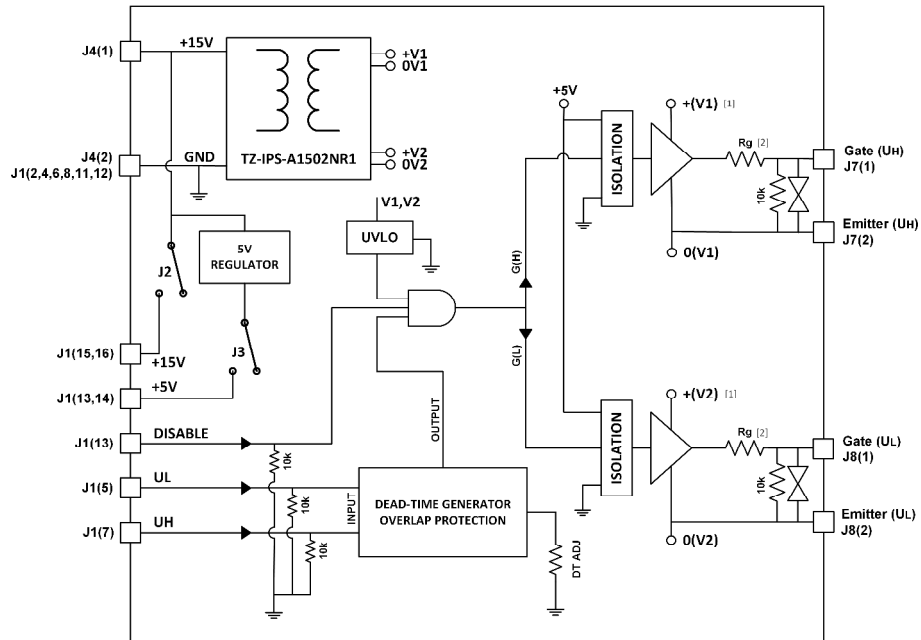 J4(1)
+15V
+V1
0V1
TZ-IPS-A1502NR1
+V2
0V2
J4(2)
J1(2,4,6,8,11,12)
GND
+5V
+(V1) [1]
ISOLATION
Rg [2]
10k
0(V1)
Gate (UH)
J7(1)
Emitter (UH)
J7(2)
V1,V2
UVLO
5V
REGULATOR
J2
J3
G(H)
G(L)
J1(15,16)
+15V
J1(13,14)
+5V
J1(13)
DISABLE
10k
J1(5)
UL
10k
J1(7)
UH
10k
INPUT
OUTPUT
DEAD-TIME GENERATOR
OVERLAP PROTECTION
DT ADJ
+(V2) [1]
ISOLATION
Rg [2]
10k
0(V2)
Gate (UL)
J8(1)
Emitter (UL)
J8(2)